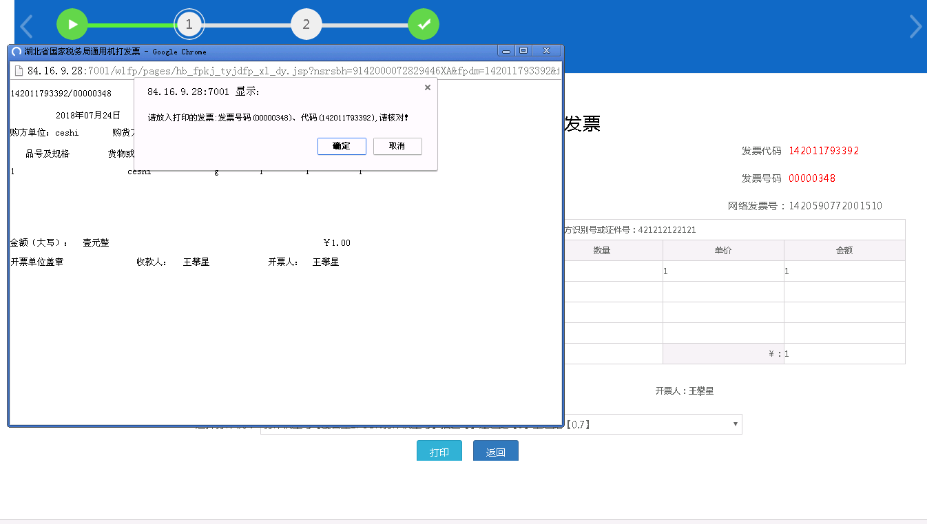 1
2
湖北省国家税务局通用机打发票 - Google Chrome
84.16.9.28:7001/wlfp/pages/hb_fpkj_tyjdfp_xl_dy.jsp?nsrsbh=9142000072829446XA&fpdm=142011793392&
142011793392/00000348
2018年07月24日
购方单位: ceshi 购货
品号及规格 货物或
1 ceshi g 1 1 1
84.16.9.28:7001 显示:
请放入打印的发票:发票号码(00000348)、代码(142011793392),请核对!
确定 取消
金额(大写): 壹元整 ¥1.00
开票单位盖章 收款人: 王攀星 开票人: 王攀星
发票
发票代码 142011793392
发票号码 00000348
网络发票号:1420590772001510
方识别号或证件号:421212122121
数量 单价 金额
1 1
¥:1
开票人:王攀星
【0.7】
打印 返回